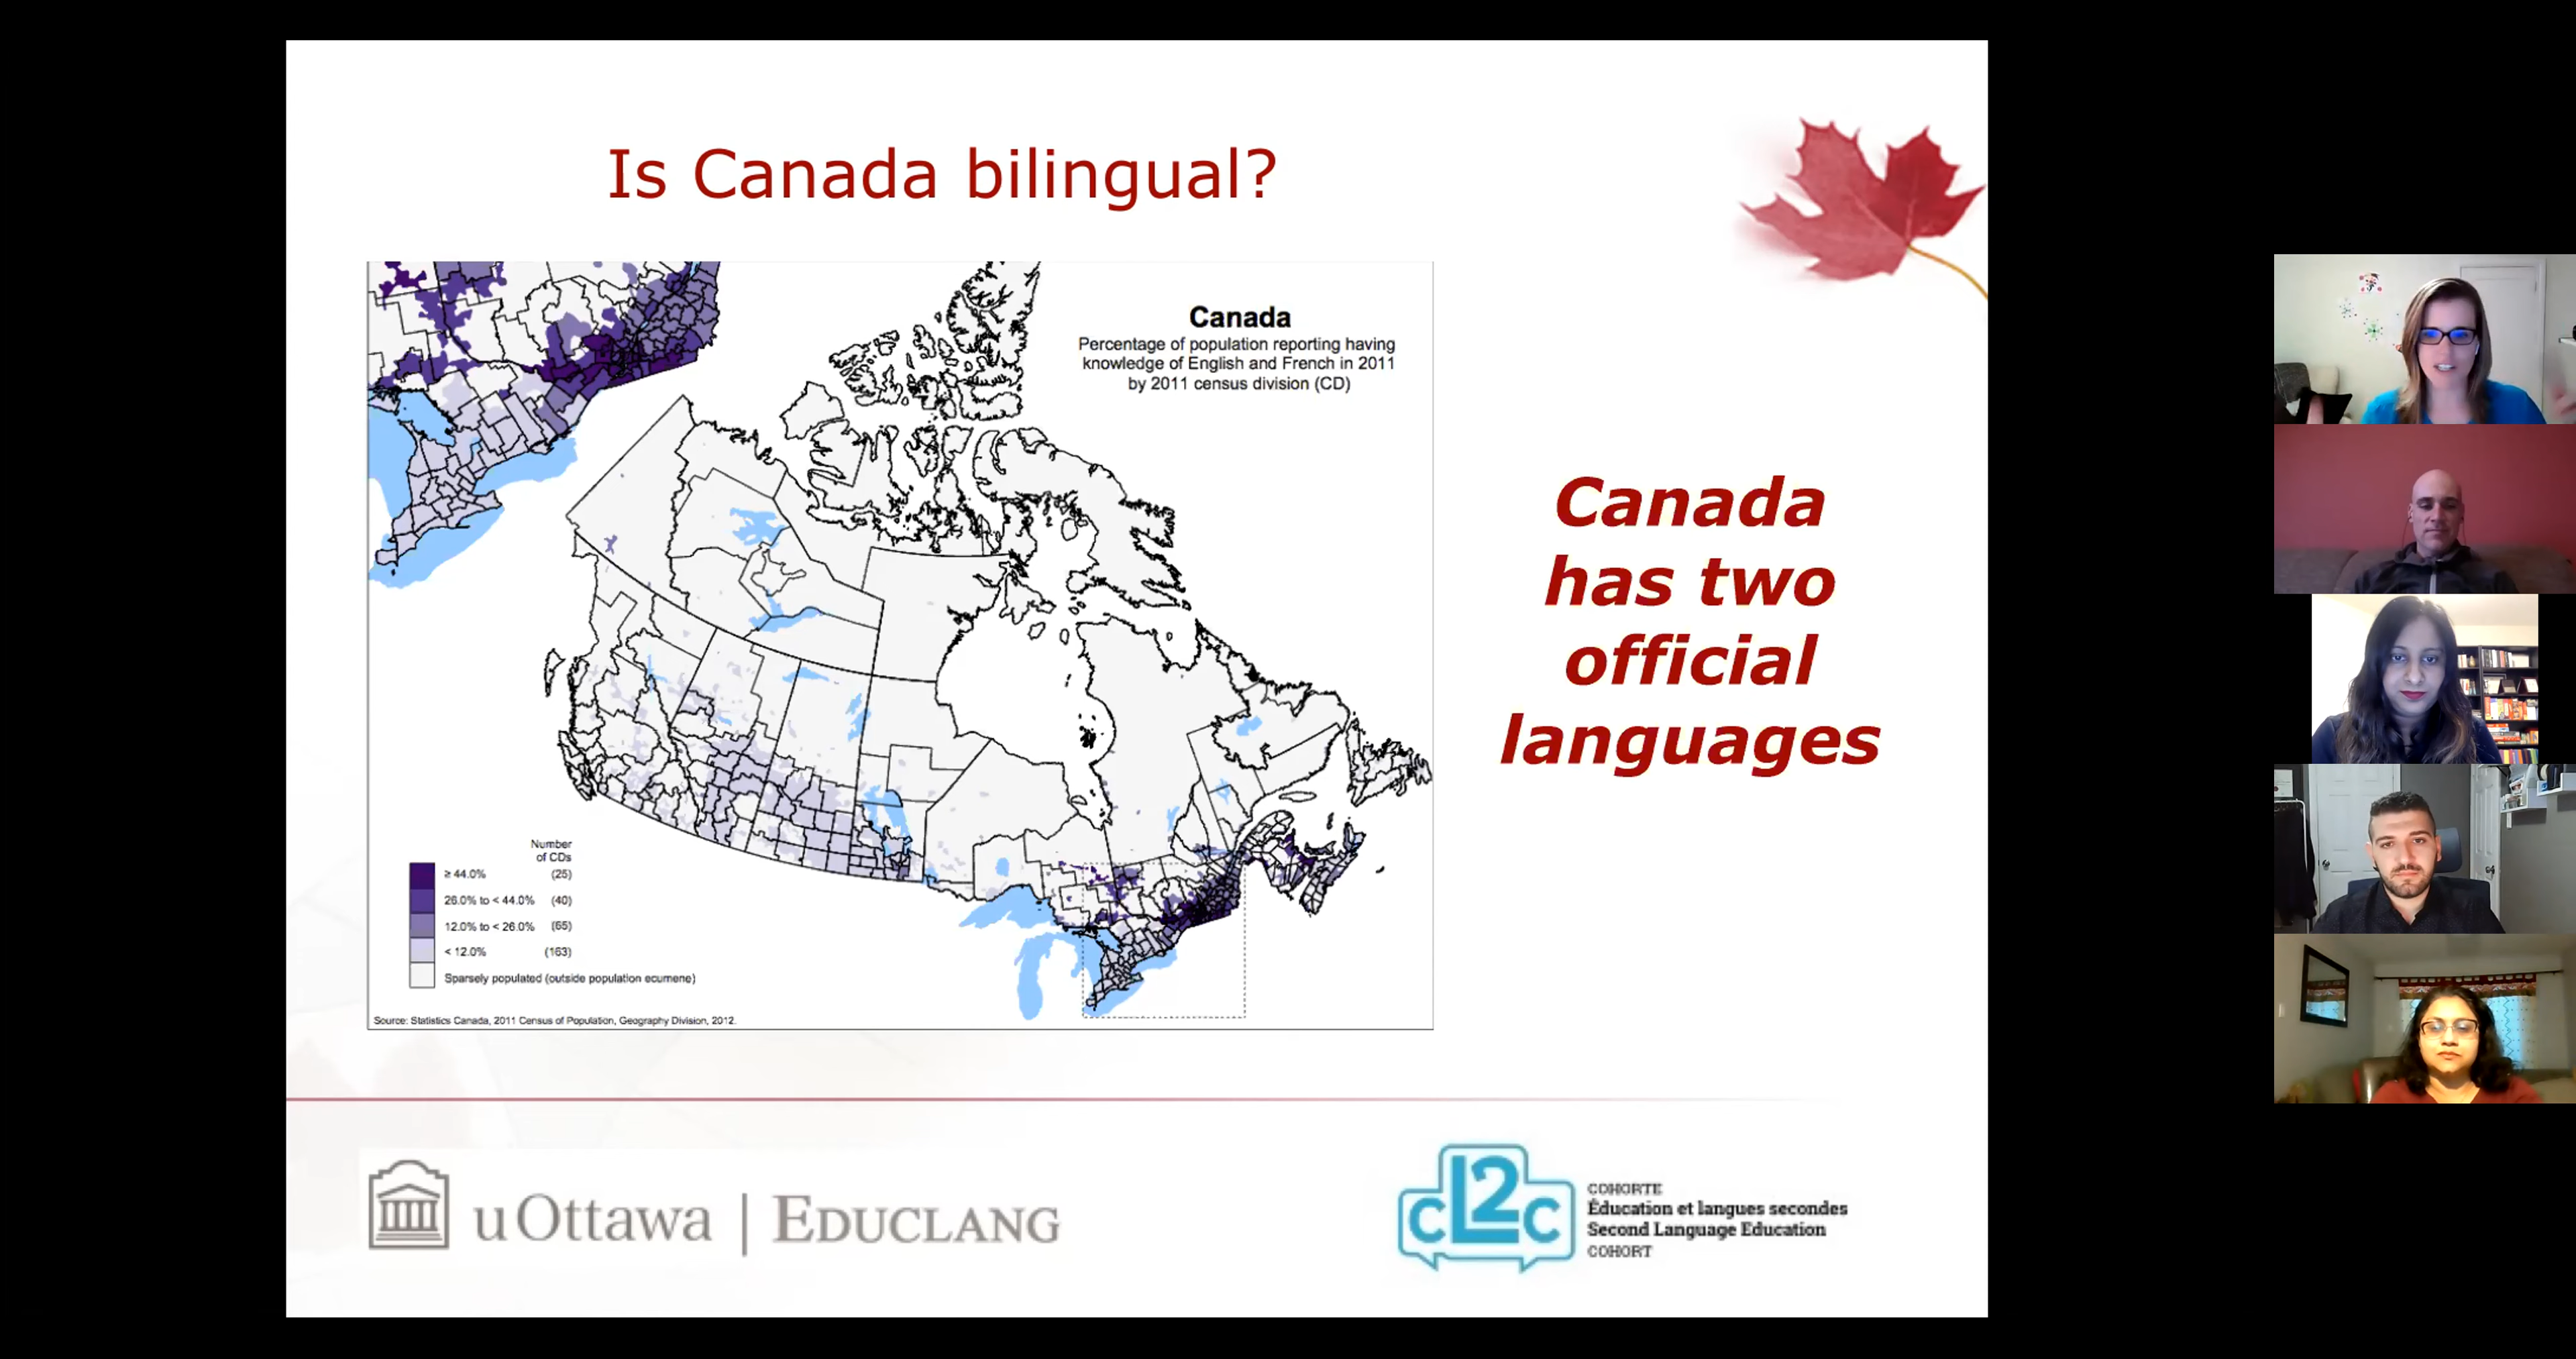 Is Canada bilingual?
Canada
Percentage of population reporting having
knowledge of English and French in 2011
by 2011 census division (CD)
Canada
has two
official
languages
Number
of CDs
≥ 44.0% (25)
26.0% to < 44.0% (40)
12.0% to < 26.0% (65)
< 12.0% (163)
Sparsely populated (outside population ecumene)
Source: Statistics Canada, 2011 Census of Population, Geography Division, 2012.
uOttawa | EDUCLANG
cL2c
COHORTE
Éducation et langues secondes
Second Language Education
COHORT